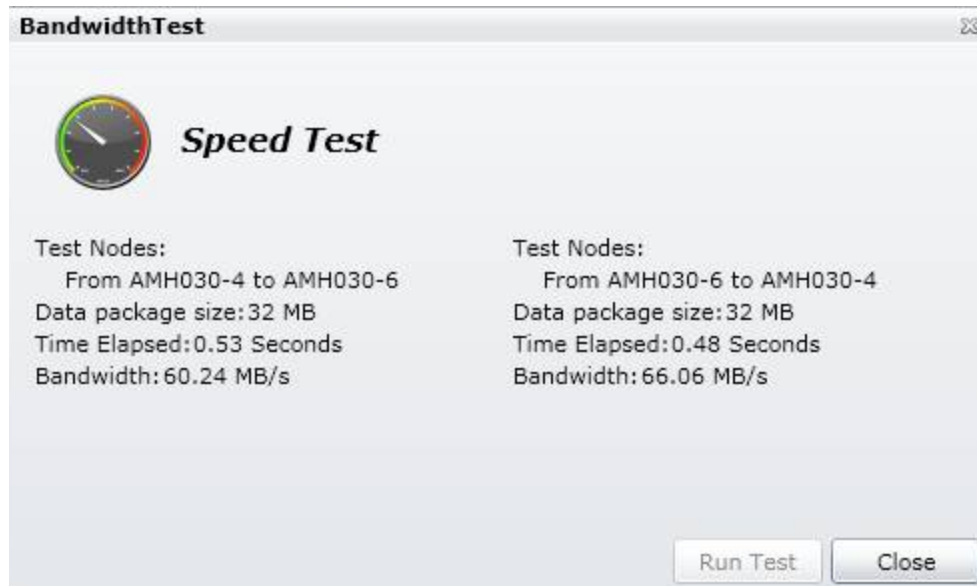 BandwidthTest
Speed Test
Test Nodes:
From AMH030-4 to AMH030-6
Data package size:32 MB
Time Elapsed:0.53 Seconds
Bandwidth:60.24 MB/s
Test Nodes:
From AMH030-6 to AMH030-4
Data package size:32 MB
Time Elapsed:0.48 Seconds
Bandwidth:66.06 MB/s
Run Test
Close